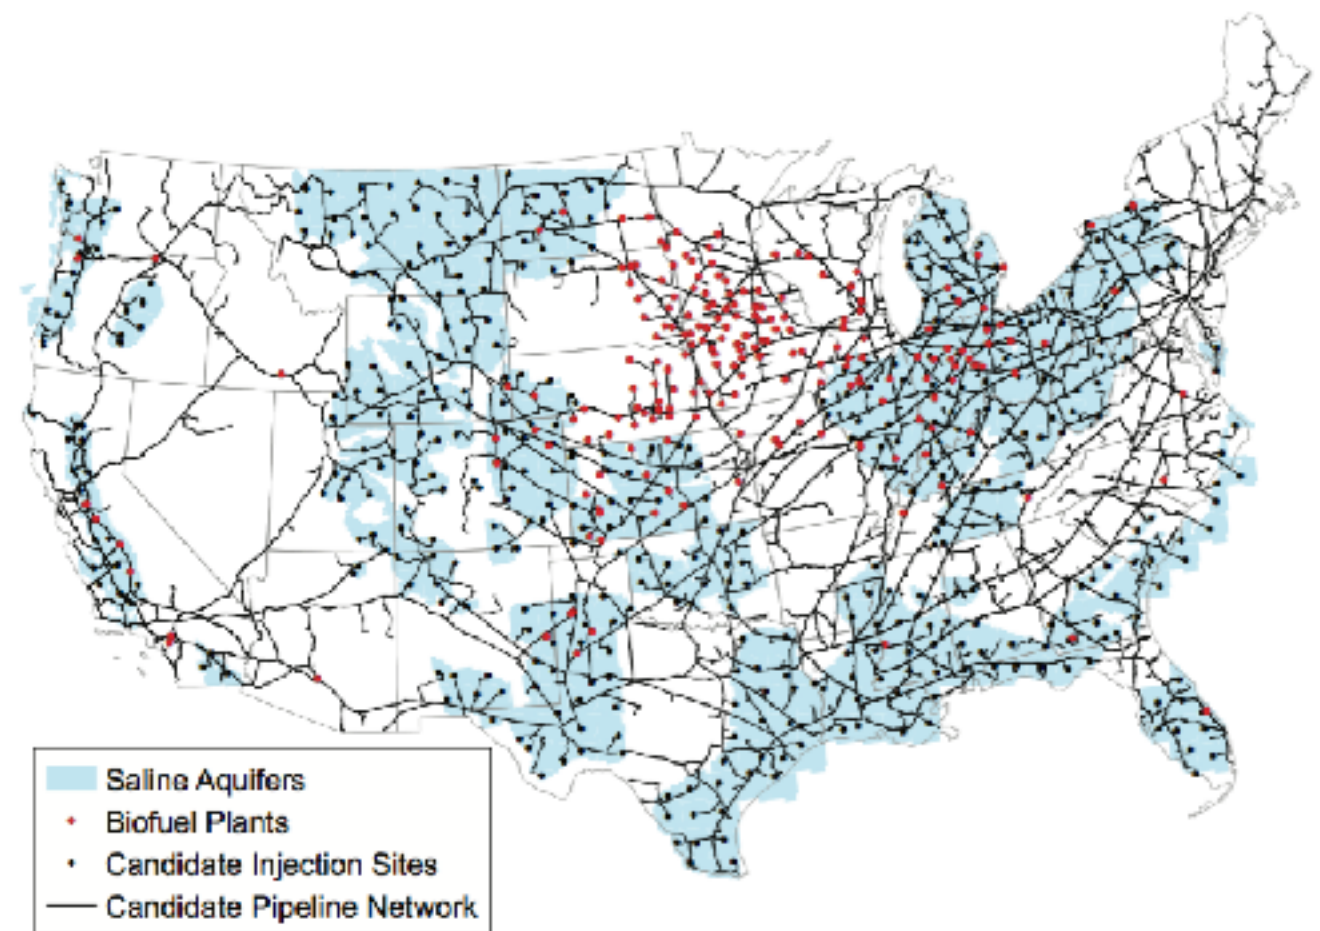 Saline Aquifers
Biofuel Plants
Candidate Injection Sites
Candidate Pipeline Network